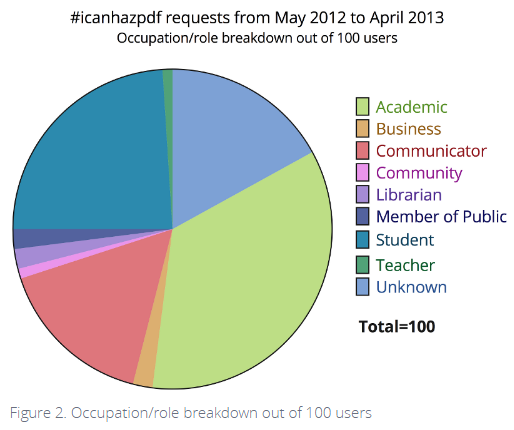 #icanhazpdf requests from May 2012 to April 2013
Occupation/role breakdown out of 100 users
Academic
Business
Communicator
Community
Librarian
Member of Public
Student
Teacher
Unknown
Total=100
Figure 2. Occupation/role breakdown out of 100 users